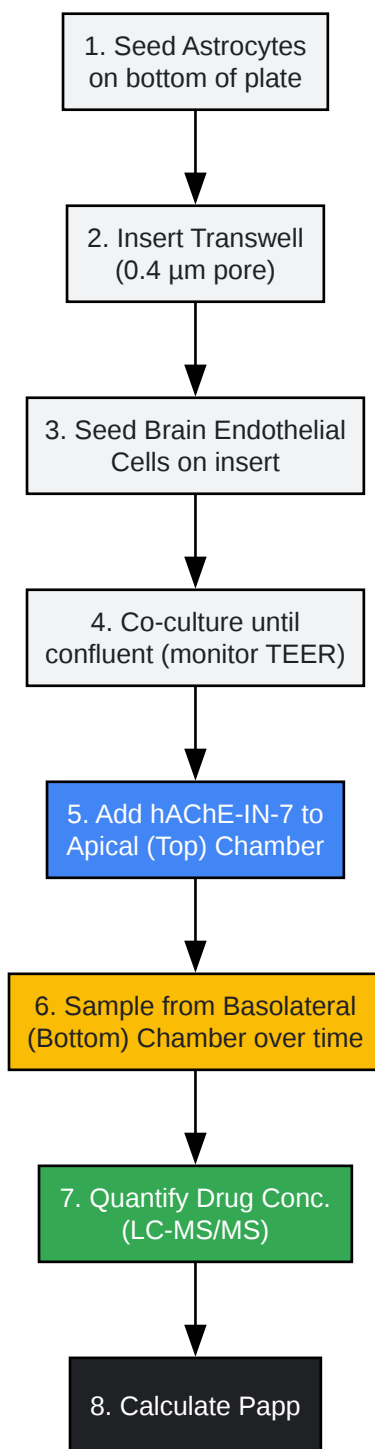 1. Seed Astrocytes
on bottom of plate
2. Insert Transwell
(0.4 µm pore)
3. Seed Brain Endothelial
Cells on insert
4. Co-culture until
confluent (monitor TEER)
5. Add hAChE-IN-7 to
Apical (Top) Chamber
6. Sample from Basolateral
(Bottom) Chamber over time
7. Quantify Drug Conc.
(LC-MS/MS)
8. Calculate Papp